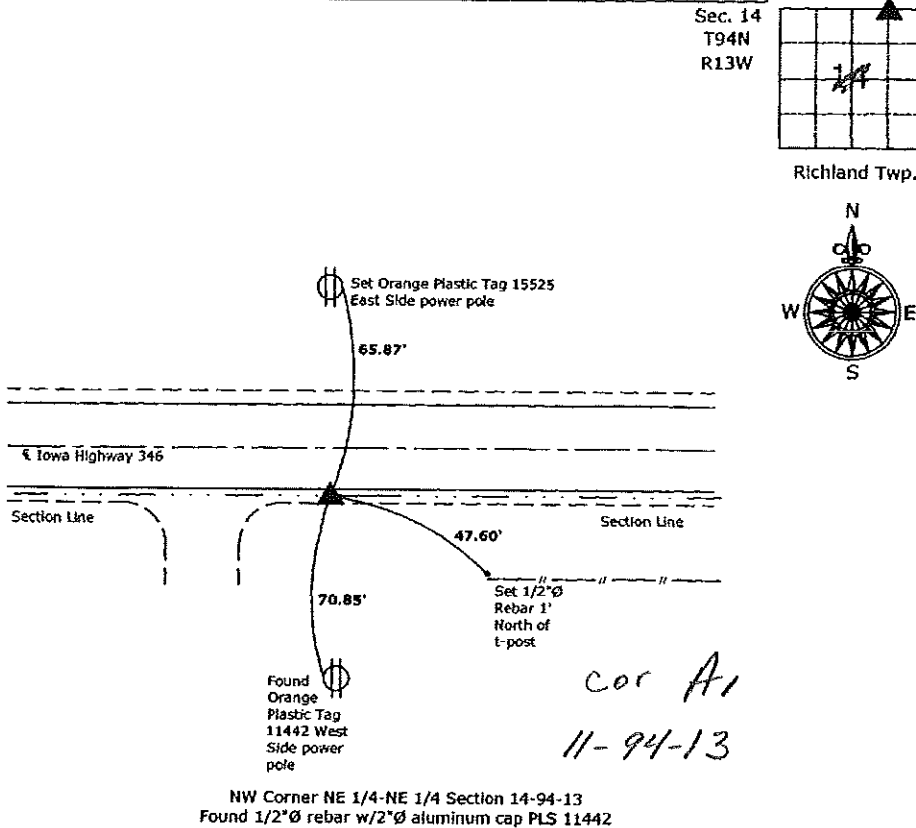 Sec. 14
T94N
R13W
14
Richland Twp.
N
W
E
S
Set Orange Plastic Tag 15525
East Side power pole
65.87'
℄ Iowa Highway 346
Section Line
Section Line
47.60'
70.85'
Set 1/2"Ø
Rebar 1'
North of
t-post
Found
Orange
Plastic Tag
11442 West
Side power
pole
cor A1
11-94-13
NW Corner NE 1/4-NE 1/4 Section 14-94-13
Found 1/2"Ø rebar w/2"Ø aluminum cap PLS 11442